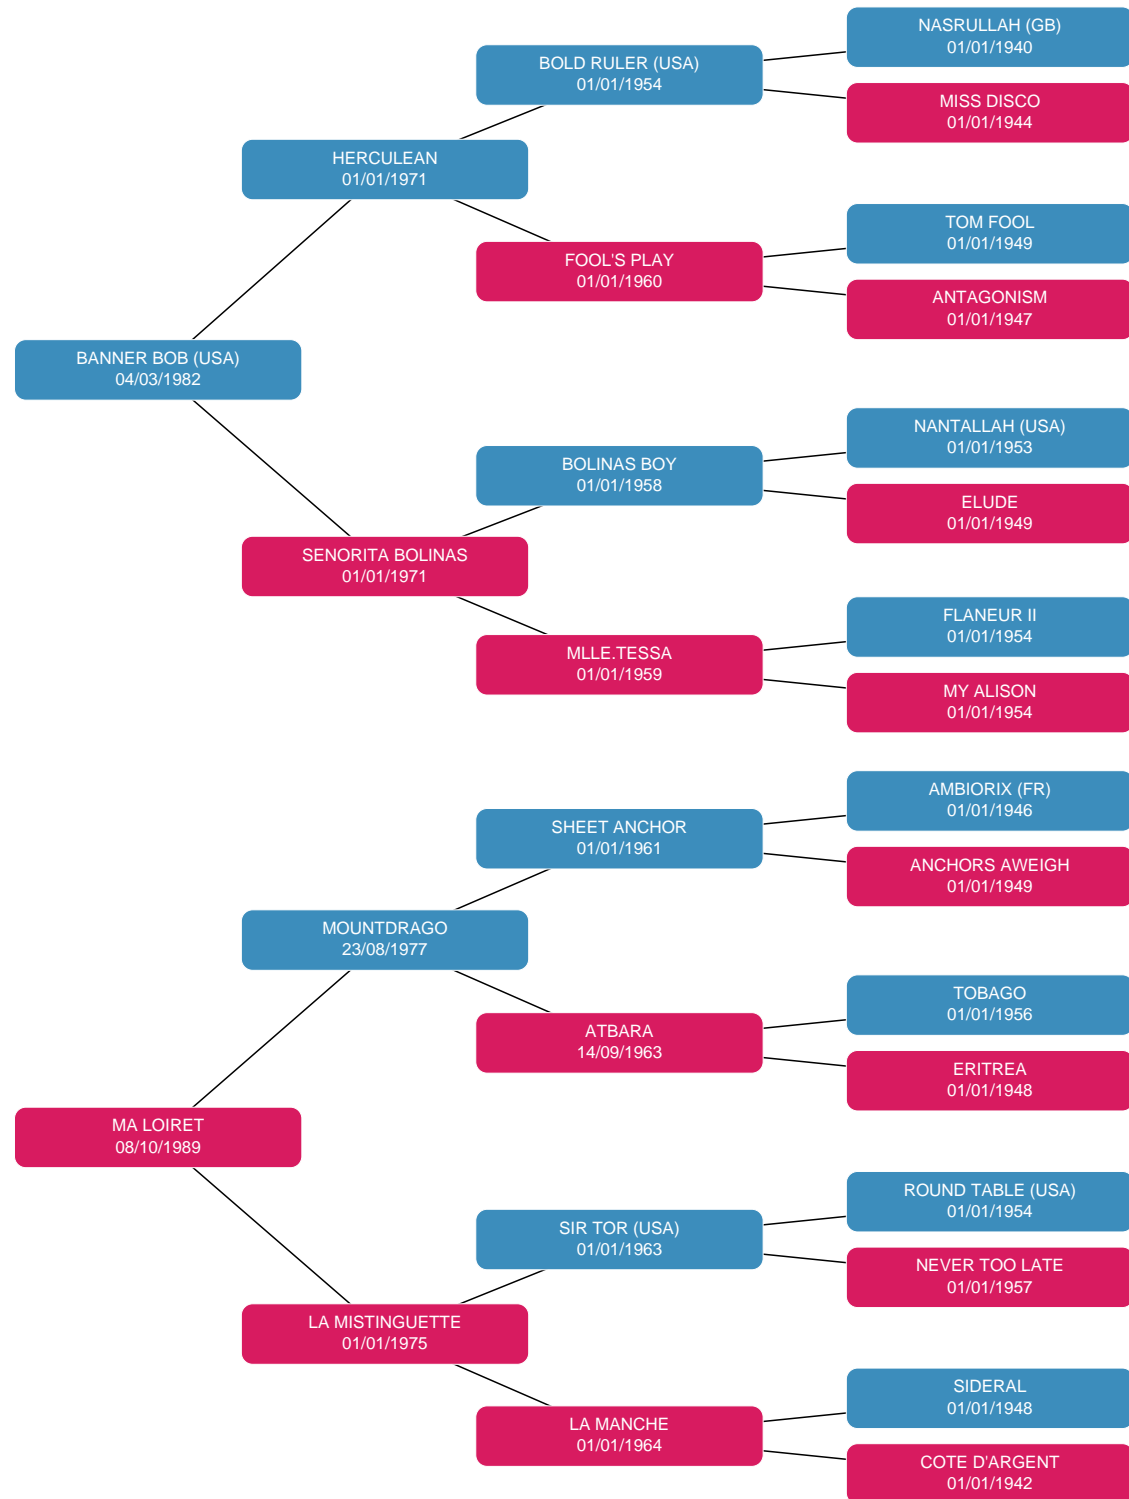 NASRULLAH (GB)
01/01/1940
BOLD RULER (USA)
01/01/1954
MISS DISCO
01/01/1944
HERCULEAN
01/01/1971
TOM FOOL
01/01/1949
FOOL'S PLAY
01/01/1960
ANTAGONISM
01/01/1947
BANNER BOB (USA)
04/03/1982
NANTALLAH (USA)
01/01/1953
BOLINAS BOY
01/01/1958
ELUDE
01/01/1949
SENORITA BOLINAS
01/01/1971
FLANEUR II
01/01/1954
MLLE.TESSA
01/01/1959
MY ALISON
01/01/1954
AMBIORIX (FR)
01/01/1946
SHEET ANCHOR
01/01/1961
ANCHORS AWEIGH
01/01/1949
MOUNTDRAGO
23/08/1977
TOBAGO
01/01/1956
ATBARA
14/09/1963
ERITREA
01/01/1948
MA LOIRET
08/10/1989
ROUND TABLE (USA)
01/01/1954
SIR TOR (USA)
01/01/1963
NEVER TOO LATE
01/01/1957
LA MISTINGUETTE
01/01/1975
SIDERAL
01/01/1948
LA MANCHE
01/01/1964
COTE D'ARGENT
01/01/1942